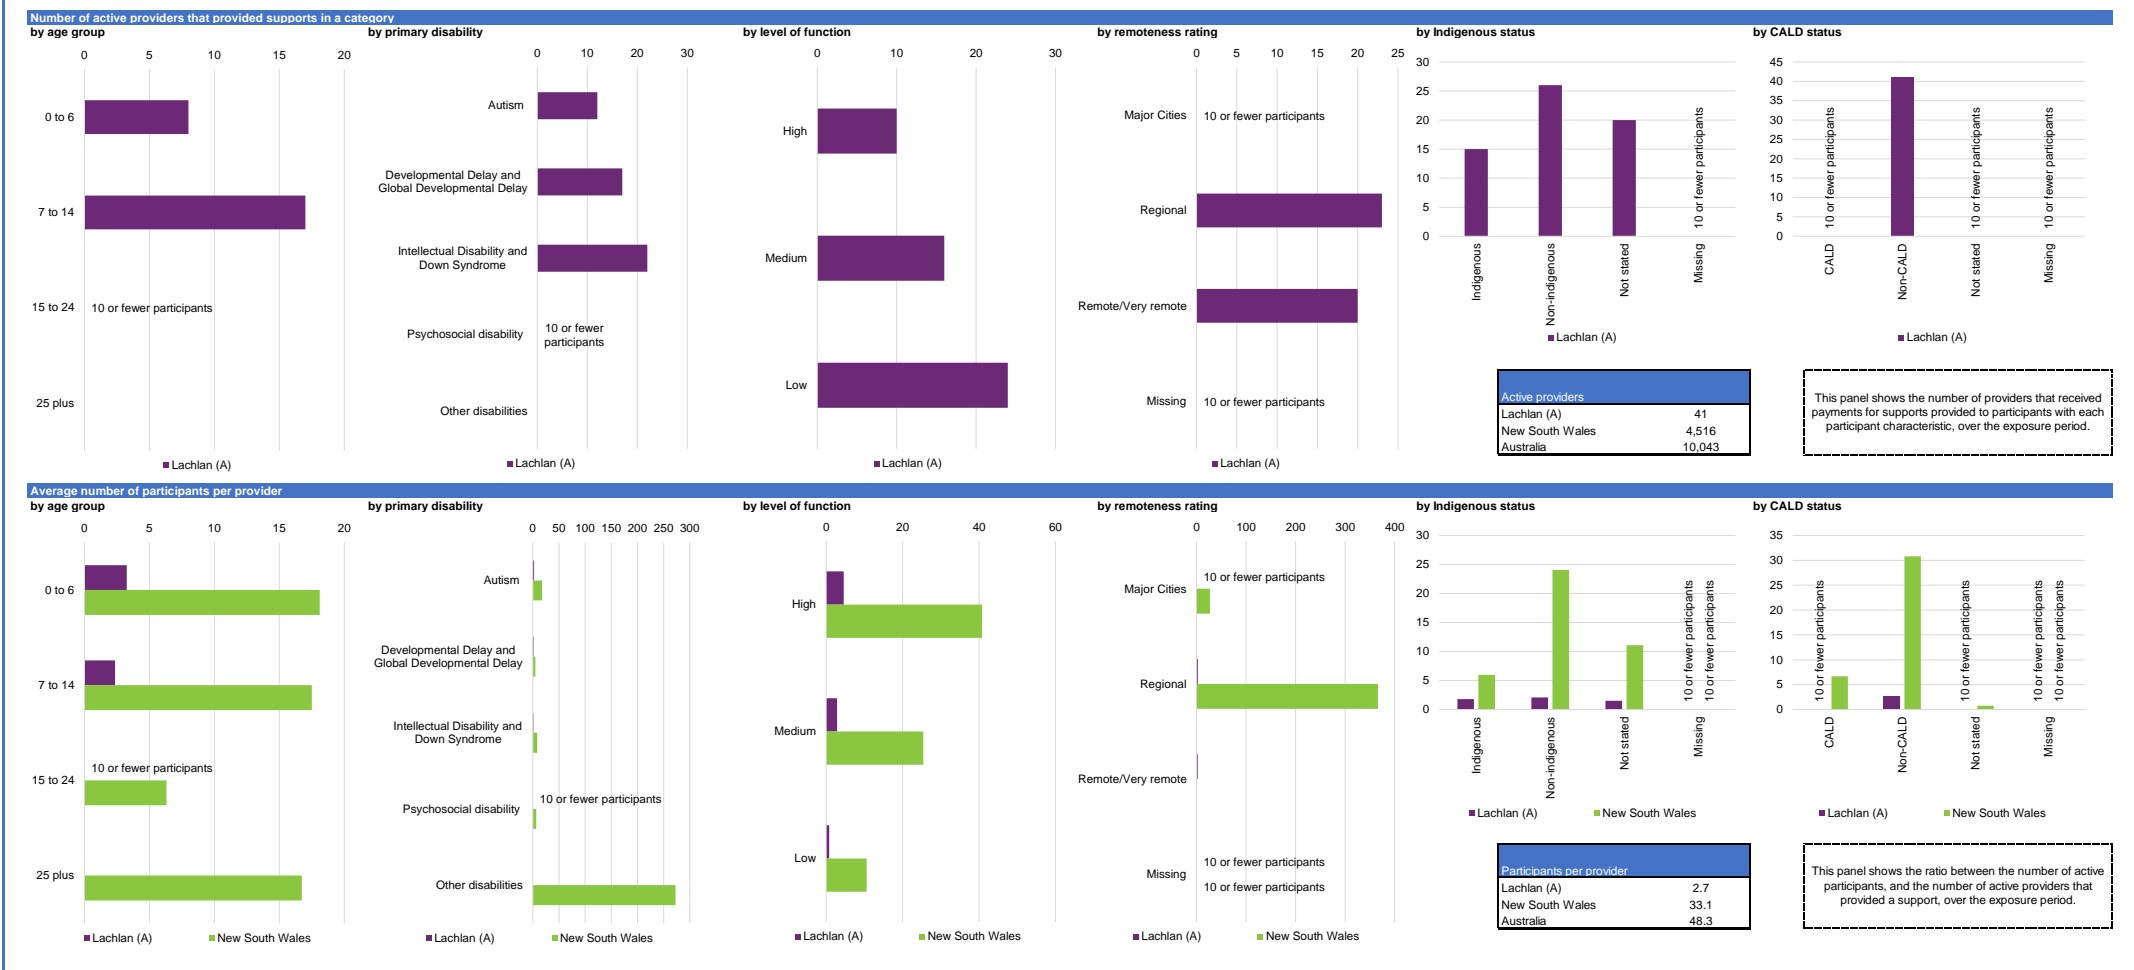 Number of active providers that provided supports in a category
by age group
0 5 10 15 20
0 to 6
7 to 14
15 to 24
10 or fewer participants
25 plus
Lachlan (A)
by primary disability
0 10 20 30
Autism
Developmental Delay and
Global Developmental Delay
Intellectual Disability and
Down Syndrome
Psychosocial disability
10 or fewer
participants
Other disabilities
Lachlan (A)
by level of function
0 10 20 30
High
Medium
Low
Lachlan (A)
by remoteness rating
0 5 10 15 20 25
Major Cities
10 or fewer participants
Regional
Remote/Very remote
Missing
10 or fewer participants
Lachlan (A)
by Indigenous status
30
25
20
15
10
5
0
10 or fewer participants
Indigenous
Non-indigenous
Not stated
Missing
Lachlan (A)
by CALD status
45
40
35
30
25
20
15
10
5
0
10 or fewer participants
10 or fewer participants
10 or fewer participants
CALD
Non-CALD
Not stated
Missing
Lachlan (A)
Active providers
Lachlan (A) 41
New South Wales 4,516
Australia 10,043
This panel shows the number of providers that received
payments for supports provided to participants with each
participant characteristic, over the exposure period.
Average number of participants per provider
by age group
0 5 10 15 20
0 to 6
7 to 14
10 or fewer participants
15 to 24
25 plus
Lachlan (A) New South Wales
by primary disability
0 50 100 150 200 250 300
Autism
Developmental Delay and
Global Developmental Delay
Intellectual Disability and
Down Syndrome
10 or fewer participants
Psychosocial disability
Other disabilities
Lachlan (A) New South Wales
by level of function
0 20 40 60
High
Medium
Low
Lachlan (A) New South Wales
by remoteness rating
0 100 200 300 400
10 or fewer participants
Major Cities
Regional
Remote/Very remote
10 or fewer participants
Missing
10 or fewer participants
Lachlan (A) New South Wales
by Indigenous status
30
25
20
15
10
5
0
10 or fewer participants
10 or fewer participants
Indigenous
Non-indigenous
Not stated
Missing
Lachlan (A) New South Wales
by CALD status
35
30
25
20
15
10
5
0
10 or fewer participants
10 or fewer participants
10 or fewer participants
10 or fewer participants
CALD
Non-CALD
Not stated
Missing
Lachlan (A) New South Wales
Participants per provider
Lachlan (A) 2.7
New South Wales 33.1
Australia 48.3
This panel shows the ratio between the number of active
participants, and the number of active providers that
provided a support, over the exposure period.